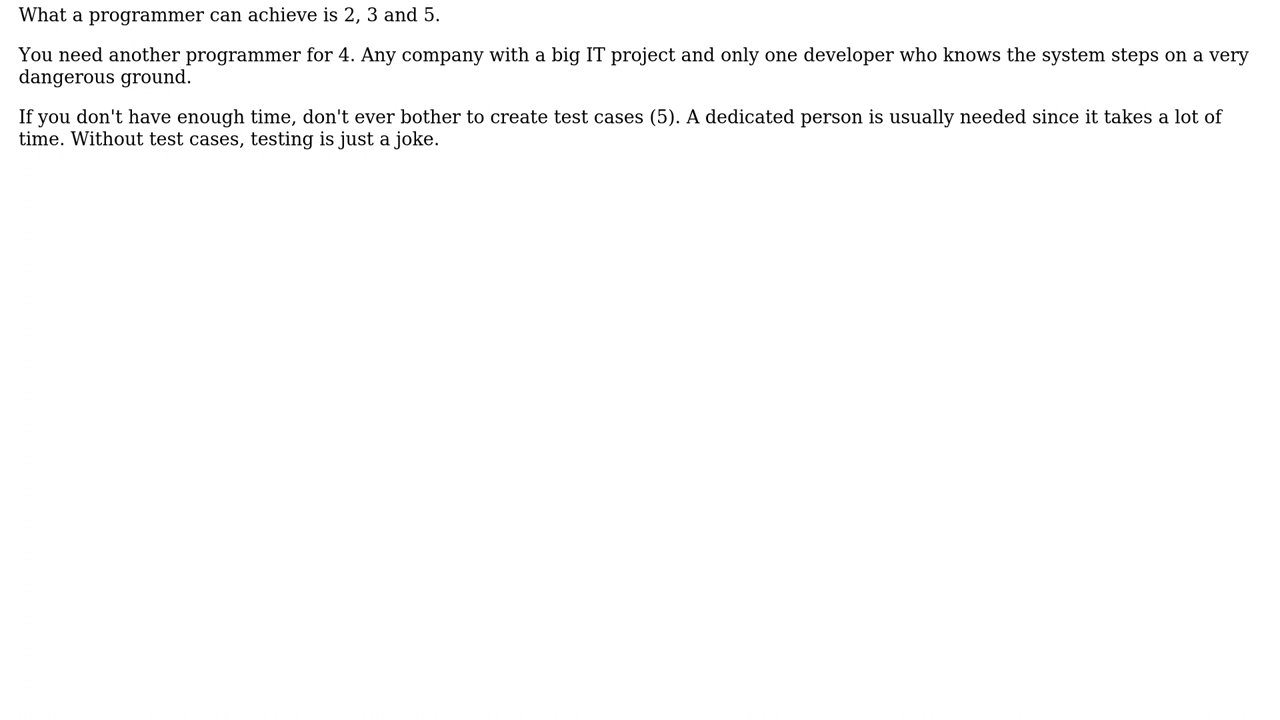 What a programmer can achieve is 2, 3 and 5.
You need another programmer for 4. Any company with a big IT project and only one developer who knows the system steps on a very
dangerous ground.
If you don't have enough time, don't ever bother to create test cases (5). A dedicated person is usually needed since it takes a lot of
time. Without test cases, testing is just a joke.